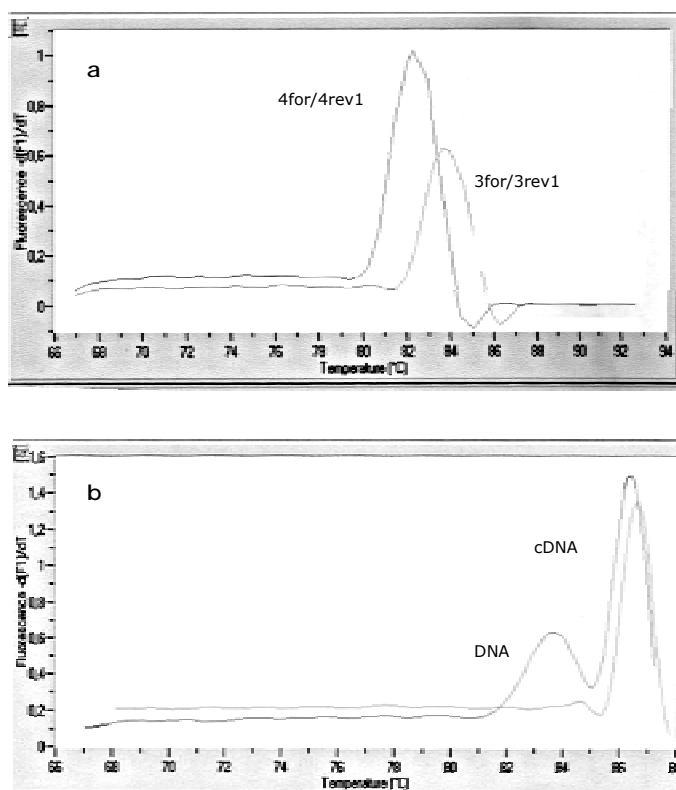 a
4for/4rev1
3for/3rev1
Fluorescence -d(F1)/dT
1
0,8
0,6
0,4
0,2
0
66 68 70 72 74 76 78 80 82 84 86 88 90 92 94
Temperature [°C]
b
cDNA
DNA
Fluorescence -d(F1)/dT
1,6
1,4
1,2
1
0,8
0,6
0,4
0,2
0
66 68 70 72 74 76 78 80 82 84 86
Temperature [°C]